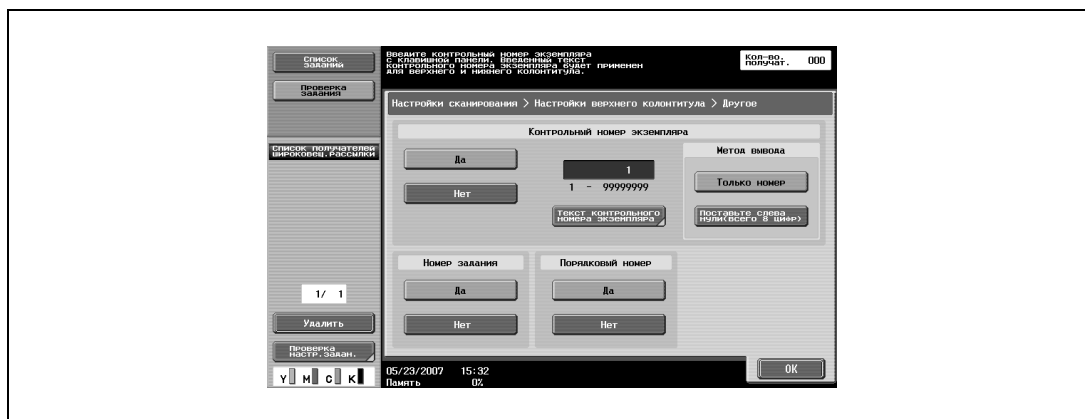 Список
задания
Проверка
задания
Список получателей
широковещ.рассылки
1/ 1
Удалить
Проверка
настр.задан.
Y M C K
Введите контрольный номер экземпляра
с клавишной панели. Введенный текст
контрольного номера экземпляра будет применен
для верхнего и нижнего колонтитула.
Кол-во.
получат. 000
Настройки сканирования > Настройки верхнего колонтитула > Другое
Контрольный номер экземпляра
Да
Нет
1
1 - 99999999
Текст контрольного
номера экземпляра
Метод вывода
Только номер
Поставьте слева
нули(всего 8 цифр)
Номер задания
Да
Нет
Порядковый номер
Да
Нет
05/23/2007 15:32
Память 0%
OK